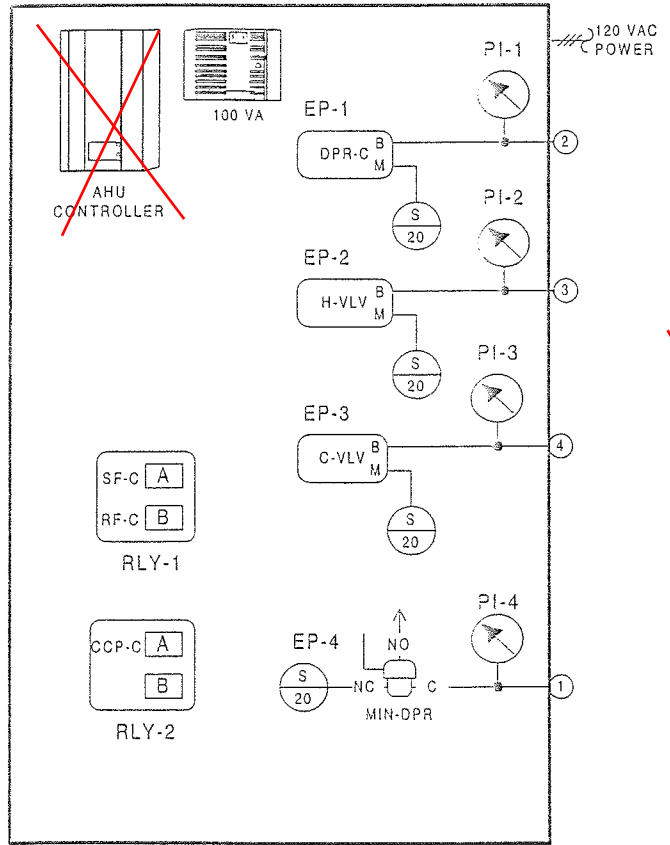 120 VAC
POWER
PI-1
100 VA
EP-1
DPR-C
B
M
2
AHU
CONTROLLER
S
20
PI-2
EP-2
H-VLV
B
M
3
S
20
PI-3
EP-3
C-VLV
B
M
4
SF-C
A
RF-C
B
RLY-1
S
20
PI-4
CCP-C
A
B
RLY-2
EP-4
NO
S
20
NC
C
MIN-DPR
1